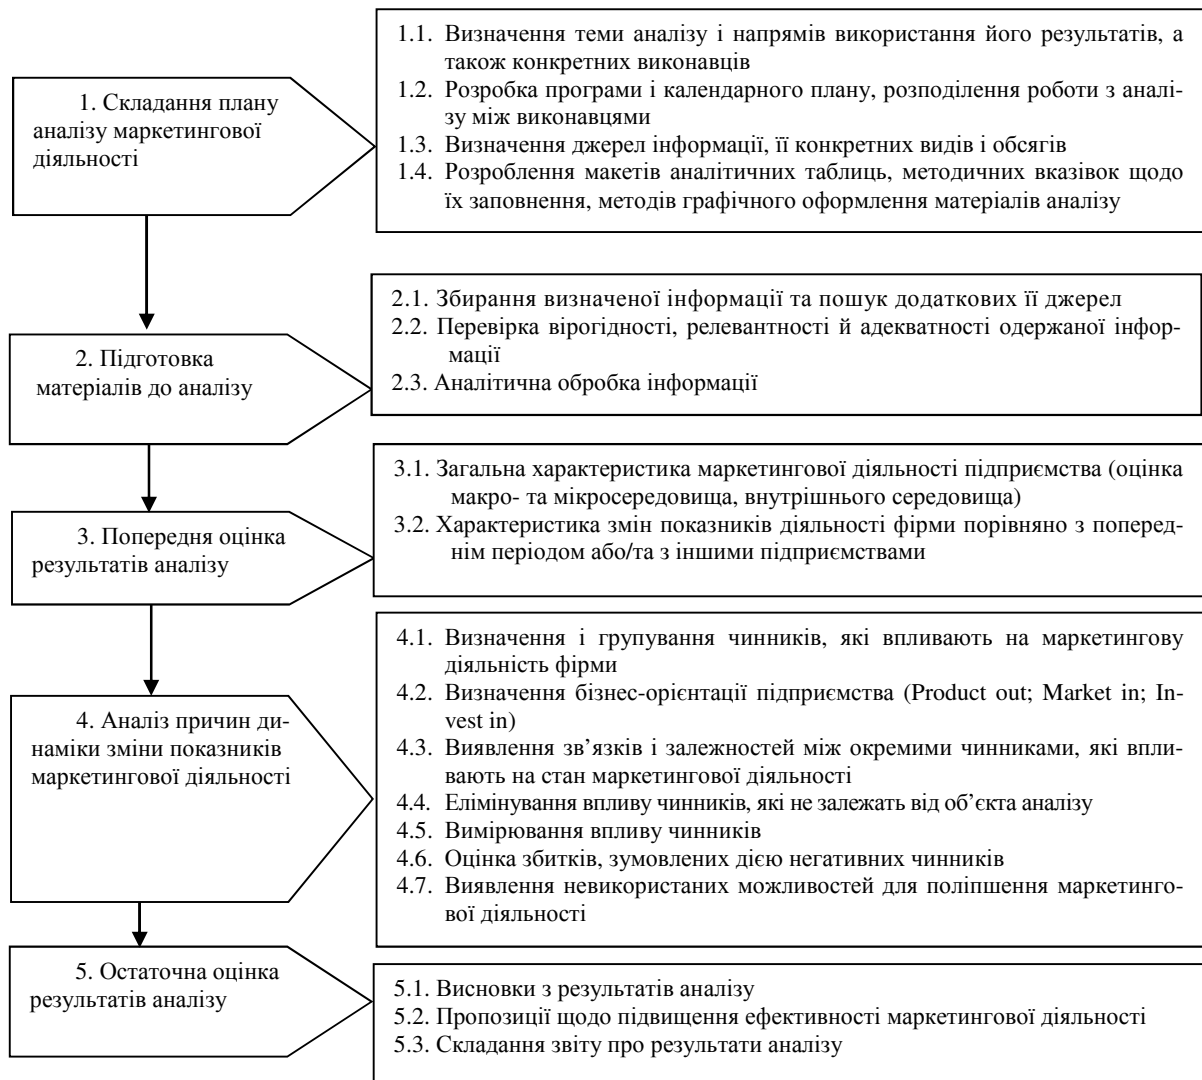 1. Складання плану
аналізу маркетингової
діяльності
1.1. Визначення теми аналізу і напрямів використання його результатів, а
також конкретних виконавців
1.2. Розробка програми і календарного плану, розподілення роботи з аналі-
зу між виконавцями
1.3. Визначення джерел інформації, її конкретних видів і обсягів
1.4. Розроблення макетів аналітичних таблиць, методичних вказівок щодо
їх заповнення, методів графічного оформлення матеріалів аналізу
2. Підготовка
матеріалів до аналізу
2.1. Збирання визначеної інформації та пошук додаткових її джерел
2.2. Перевірка вірогідності, релевантності й адекватності одержаної інфор-
мації
2.3. Аналітична обробка інформації
3. Попередня оцінка
результатів аналізу
3.1. Загальна характеристика маркетингової діяльності підприємства (оцінка
макро- та мікросередовища, внутрішнього середовища)
3.2. Характеристика змін показників діяльності фірми порівняно з поперед-
нім періодом або/та з іншими підприємствами
4. Аналіз причин ди-
наміки зміни показників
маркетингової діяльності
4.1. Визначення і групування чинників, які впливають на маркетингову
діяльність фірми
4.2. Визначення бізнес-орієнтації підприємства (Product out; Market in; In-
vest in)
4.3. Виявлення зв’язків і залежностей між окремими чинниками, які впли-
вають на стан маркетингової діяльності
4.4. Елімінування впливу чинників, які не залежать від об’єкта аналізу
4.5. Вимірювання впливу чинників
4.6. Оцінка збитків, зумовлених дією негативних чинників
4.7. Виявлення невикористаних можливостей для поліпшення маркетинго-
вої діяльності
5. Остаточна оцінка
результатів аналізу
5.1. Висновки з результатів аналізу
5.2. Пропозиції щодо підвищення ефективності маркетингової діяльності
5.3. Складання звіту про результати аналізу